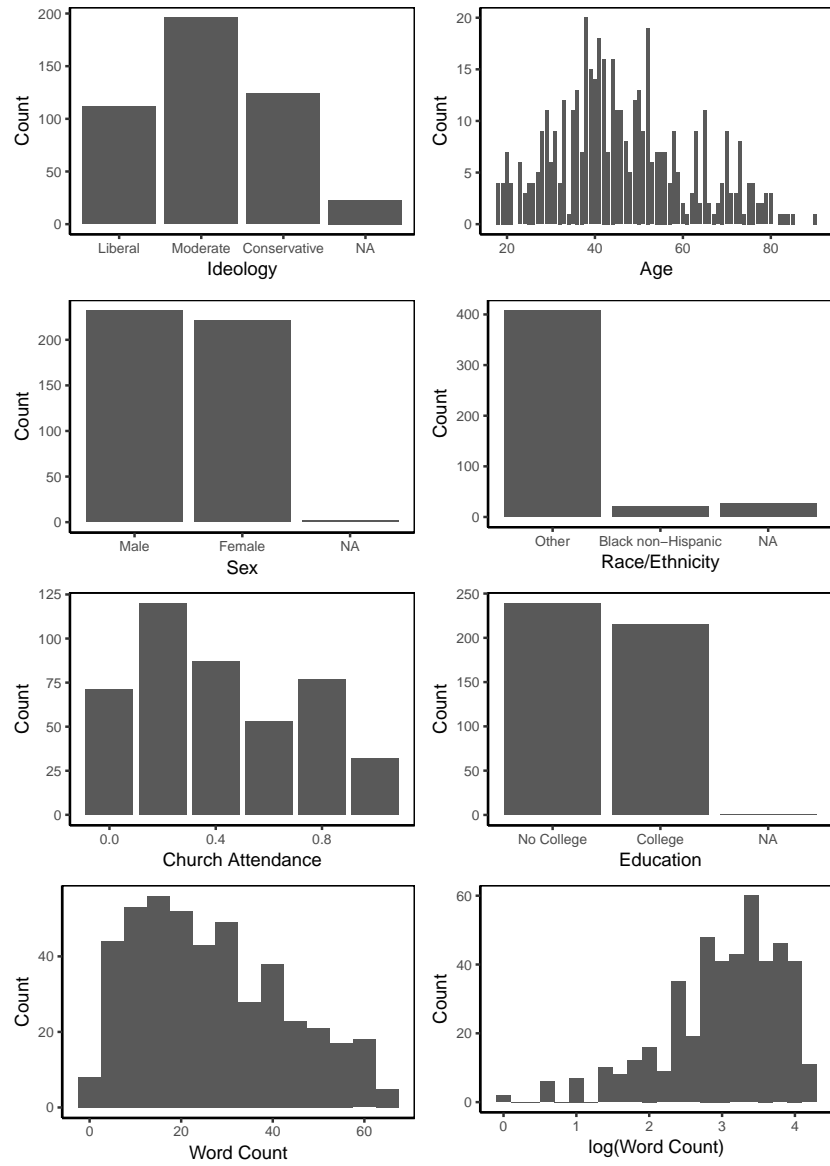 200
150
100
50
0
Count
Liberal Moderate Conservative NA
Ideology
20
15
10
5
0
Count
20 40 60 80
Age
200
150
100
50
0
Count
Male Female NA
Sex
400
300
200
100
0
Count
Other Black non−Hispanic NA
Race/Ethnicity
125
100
75
50
25
0
Count
0.0 0.4 0.8
Church Attendance
250
200
150
100
50
0
Count
No College College NA
Education
40
20
0
Count
0 20 40 60
Word Count
60
40
20
0
Count
0 1 2 3 4
log(Word Count)